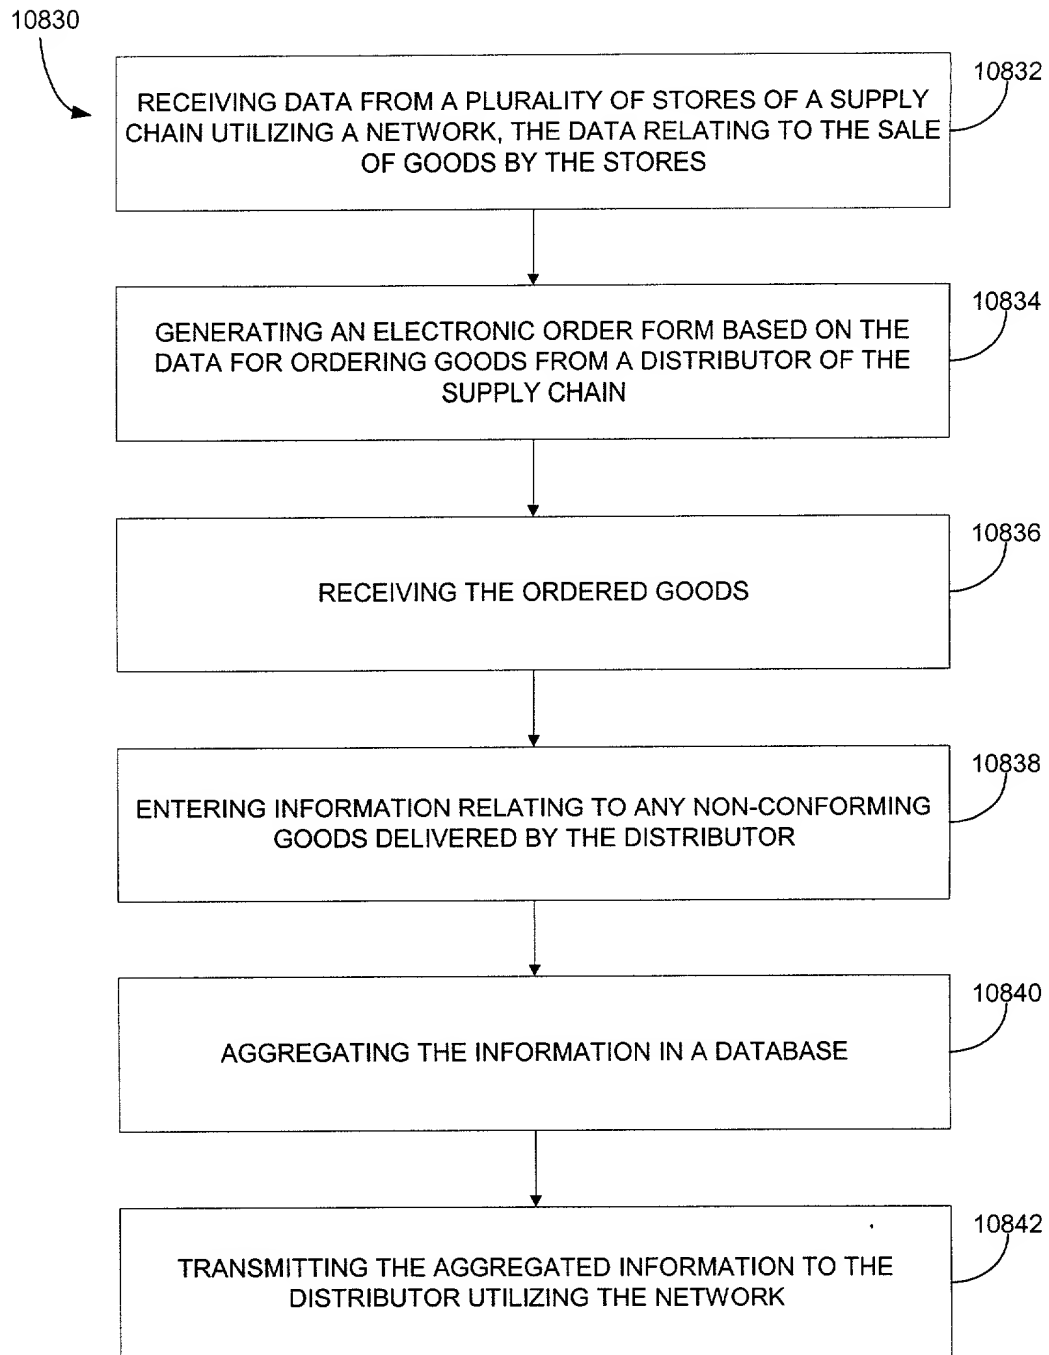 10830
10832
RECEIVING DATA FROM A PLURALITY OF STORES OF A SUPPLY
CHAIN UTILIZING A NETWORK, THE DATA RELATING TO THE SALE
OF GOODS BY THE STORES
10834
GENERATING AN ELECTRONIC ORDER FORM BASED ON THE
DATA FOR ORDERING GOODS FROM A DISTRIBUTOR OF THE
SUPPLY CHAIN
10836
RECEIVING THE ORDERED GOODS
10838
ENTERING INFORMATION RELATING TO ANY NON-CONFORMING
GOODS DELIVERED BY THE DISTRIBUTOR
10840
AGGREGATING THE INFORMATION IN A DATABASE
10842
TRANSMITTING THE AGGREGATED INFORMATION TO THE
DISTRIBUTOR UTILIZING THE NETWORK